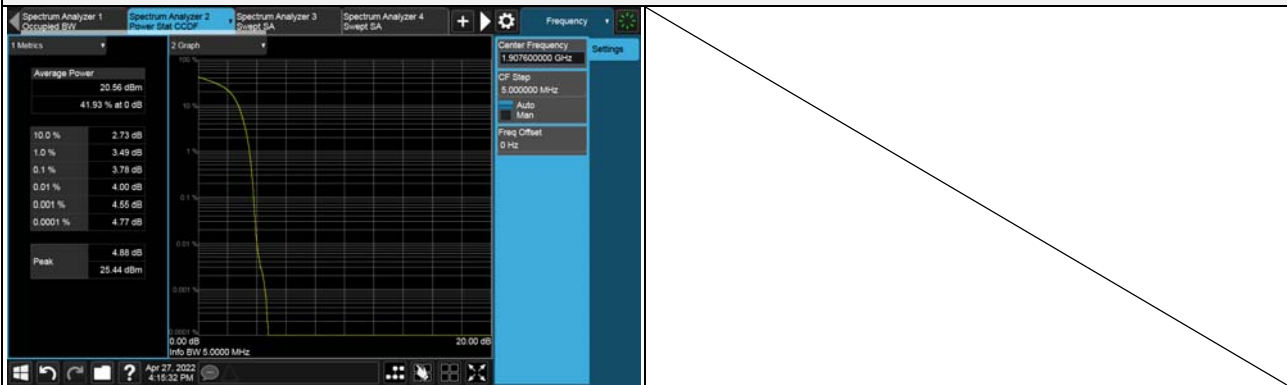 Spectrum Analyzer 1
Occupied BW
Spectrum Analyzer 2
Power Stat CCDF
Spectrum Analyzer 3
Swept SA
Spectrum Analyzer 4
Swept SA
Frequency
1 Metrics
2 Graph
Average Power
20.56 dBm
41.93 % at 0 dB
10.0 % 2.73 dB
1.0 % 3.49 dB
0.1 % 3.78 dB
0.01 % 4.00 dB
0.001 % 4.55 dB
0.0001 % 4.77 dB
Peak
4.88 dB
25.44 dBm
100 %
10 %
1 %
0.1 %
0.01 %
0.001 %
0.0001 %
0.00 dB
20.00 dB
Info BW 5.0000 MHz
Center Frequency
1.907600000 GHz
CF Step
5.000000 MHz
Auto
Man
Freq Offset
0 Hz
Settings
Apr 27, 2022
4:15:32 PM